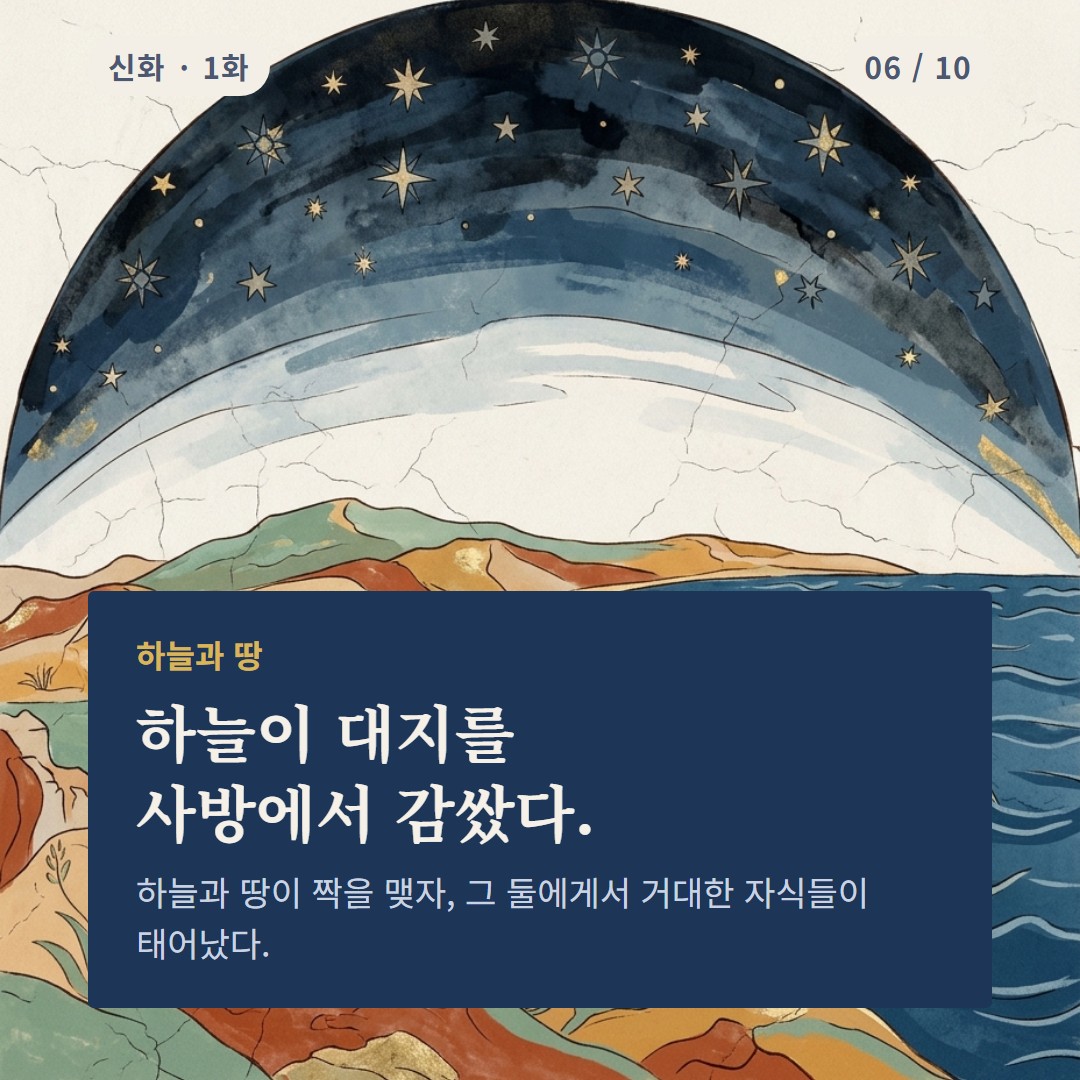 신화 · 1화
06 / 10
하늘과 땅
하늘이 대지를
사방에서 감쌌다.
하늘과 땅이 짝을 맺자, 그 둘에게서 거대한 자식들이
태어났다.